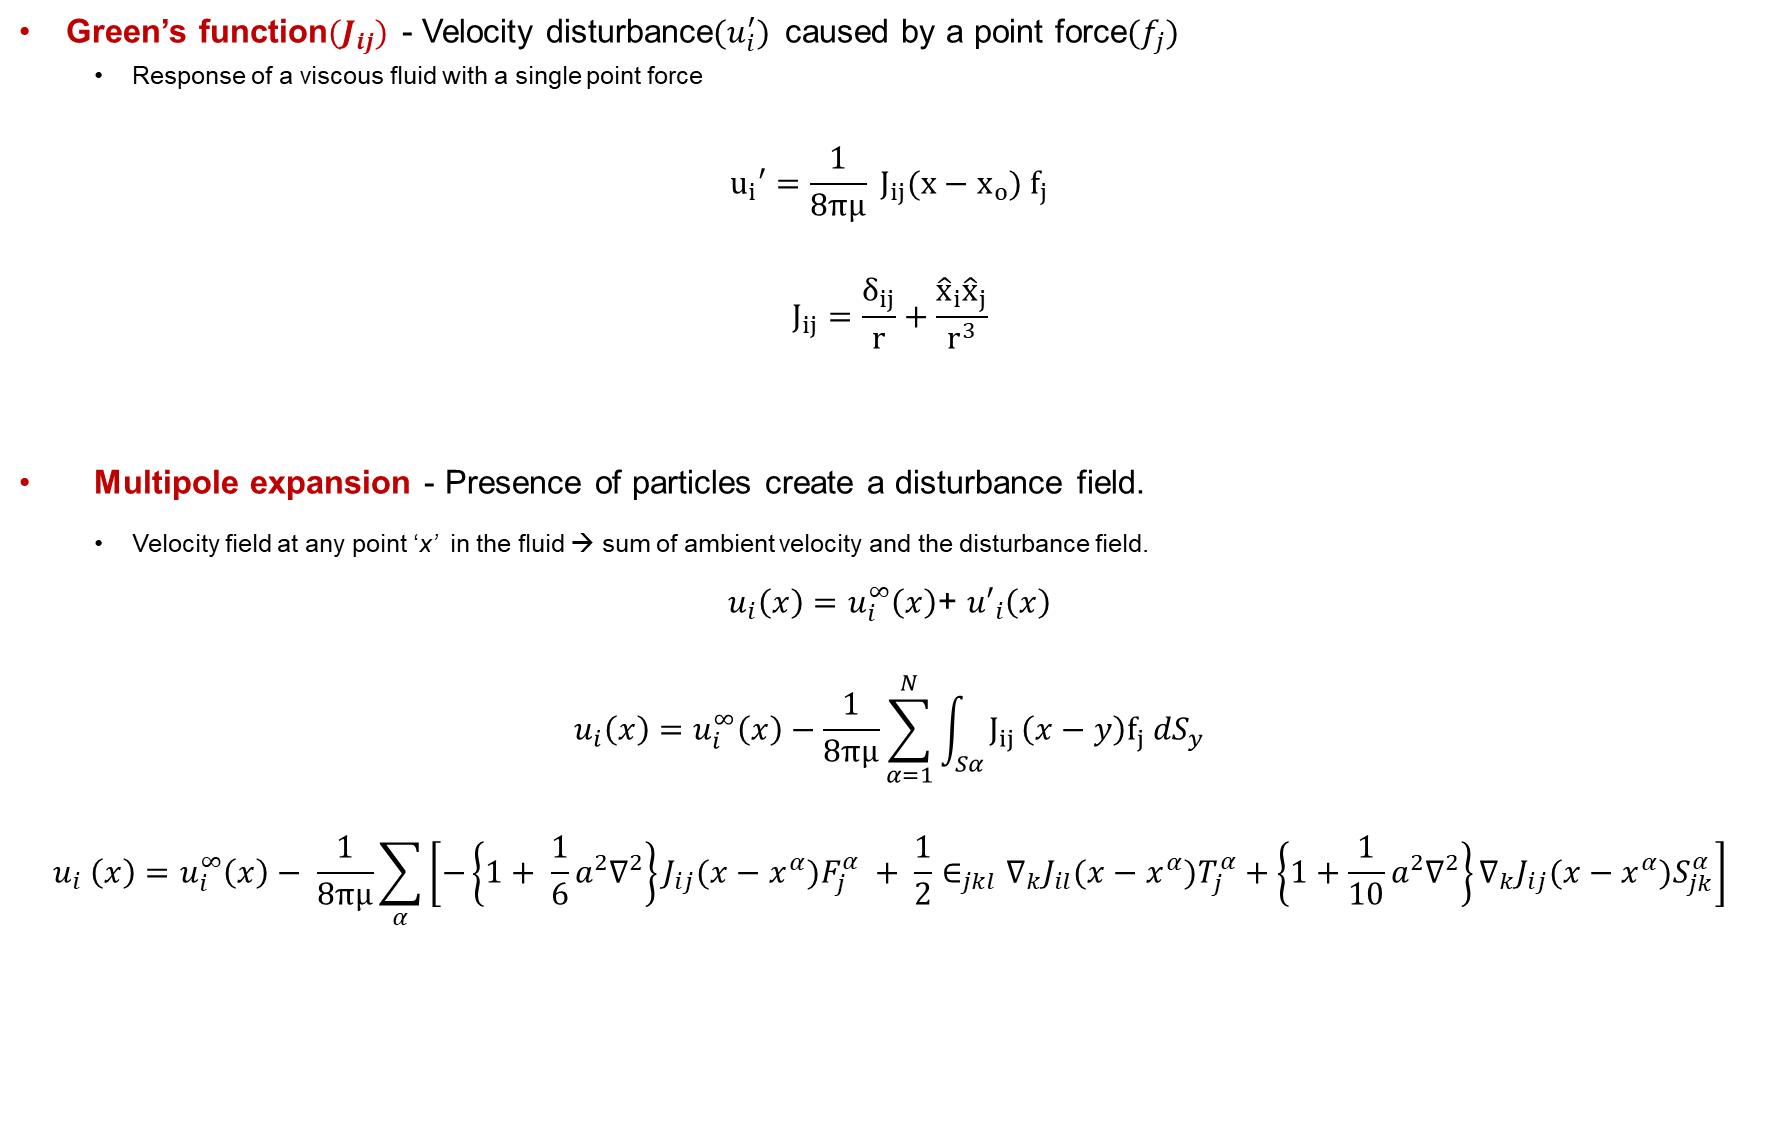 • Green's function(J_ij) - Velocity disturbance(u_i′) caused by a point force(f_j)
• Response of a viscous fluid with a single point force
u_i′ = 1/(8πμ) J_ij(x − x_o) f_j
J_ij = δ_ij/r + x̂_i x̂_j/r³
• Multipole expansion - Presence of particles create a disturbance field.
• Velocity field at any point ‘x’ in the fluid → sum of ambient velocity and the disturbance field.
u_i(x) = u_i^∞(x)+ u′_i(x)
u_i(x) = u_i^∞(x) − 1/(8πμ) ∑_{α=1}^{N} ∫_{Sα} J_ij (x − y)f_j dS_y
u_i (x) = u_i^∞(x) − 1/(8πμ) ∑_α [−{1 + 1/6 a²∇²}J_ij(x − x^α)F_j^α + 1/2 ∈_jkl ∇_k J_il(x − x^α)T_j^α + {1 + 1/10 a²∇²}∇_k J_ij(x − x^α)S_jk^α]